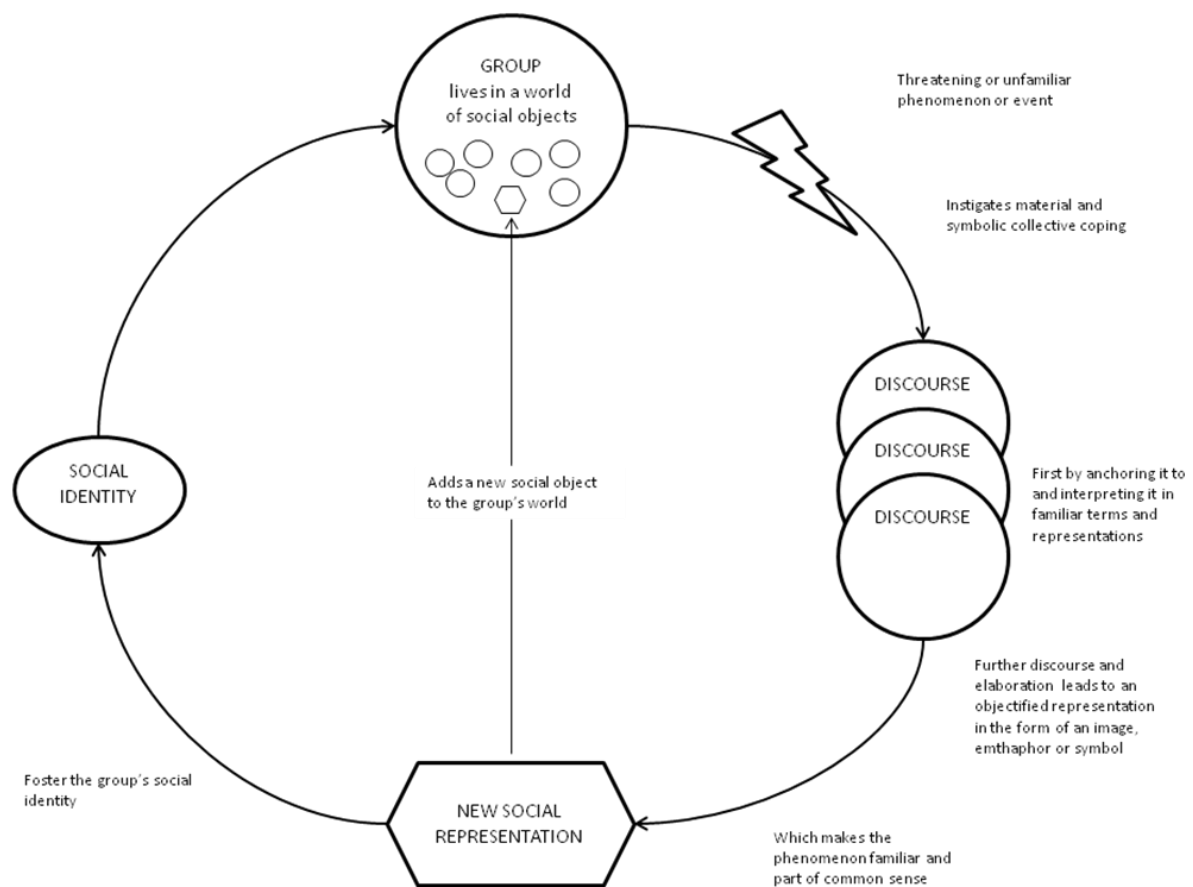 GROUP
lives in a world
of social objects
Threatening or unfamiliar
phenomenon or event
Instigates material and
symbolic collective coping
DISCOURSE
DISCOURSE
DISCOURSE
First by anchoring it to
and interpreting it in
familiar terms and
representations
Further discourse and
elaboration leads to an
objectified representation
in the form of an image,
emthaphor or symbol
Which makes the
phenomenon familiar and
part of common sense
NEW SOCIAL
REPRESENTATION
Adds a new social object
to the group's world
Foster the group's social
identity
SOCIAL
IDENTITY